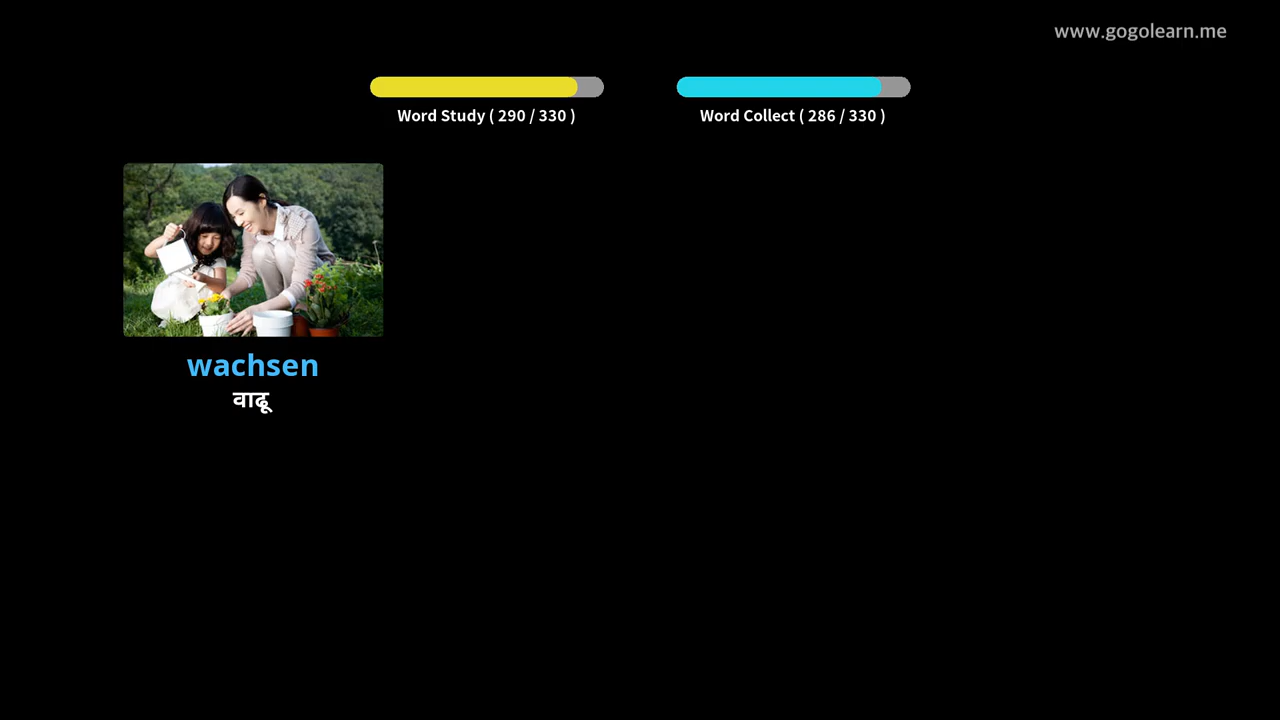 www.gogolearn.me
Word Study ( 290 / 330 )
Word Collect ( 286 / 330 )
wachsen
वाढू